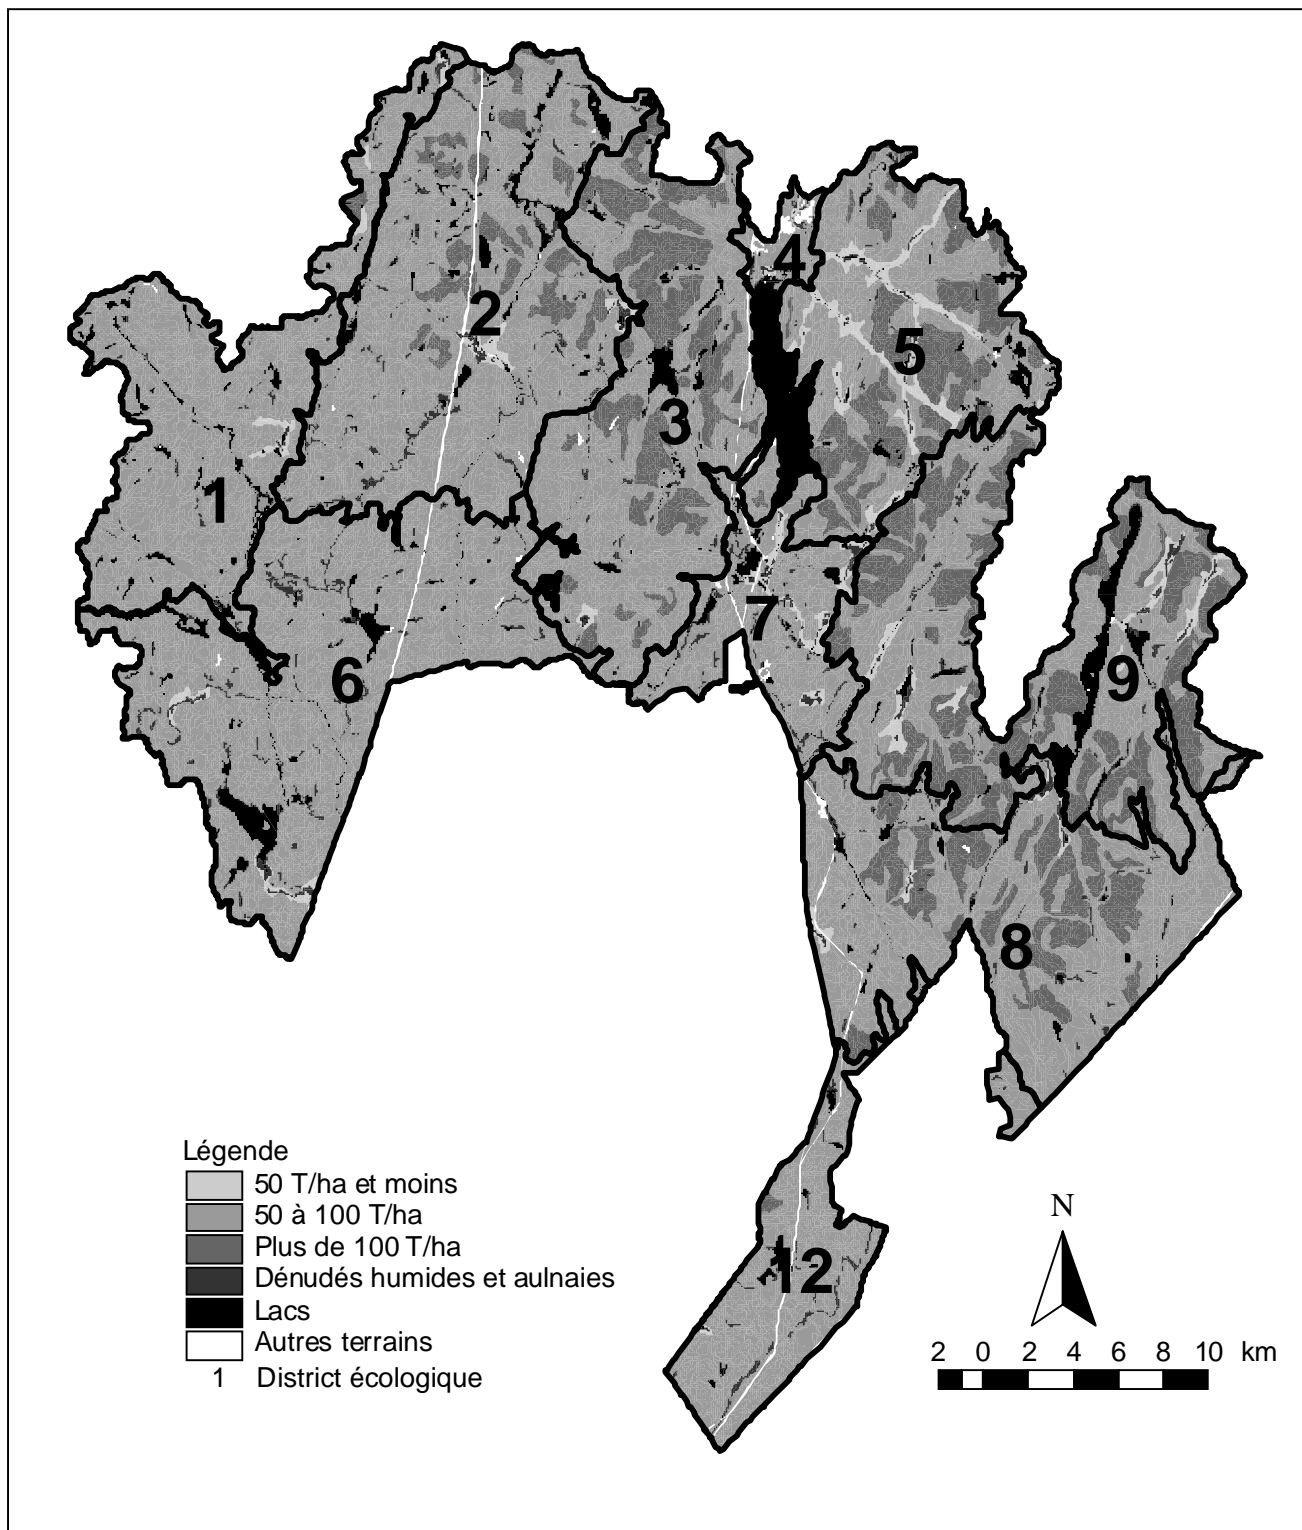 4
2
5
3
1
7
6
9
8
Légende
50 T/ha et moins
50 à 100 T/ha
Plus de 100 T/ha
Dénudés humides et aulnaies
Lacs
Autres terrains
1 District écologique
12
N
2 0 2 4 6 8 10 km